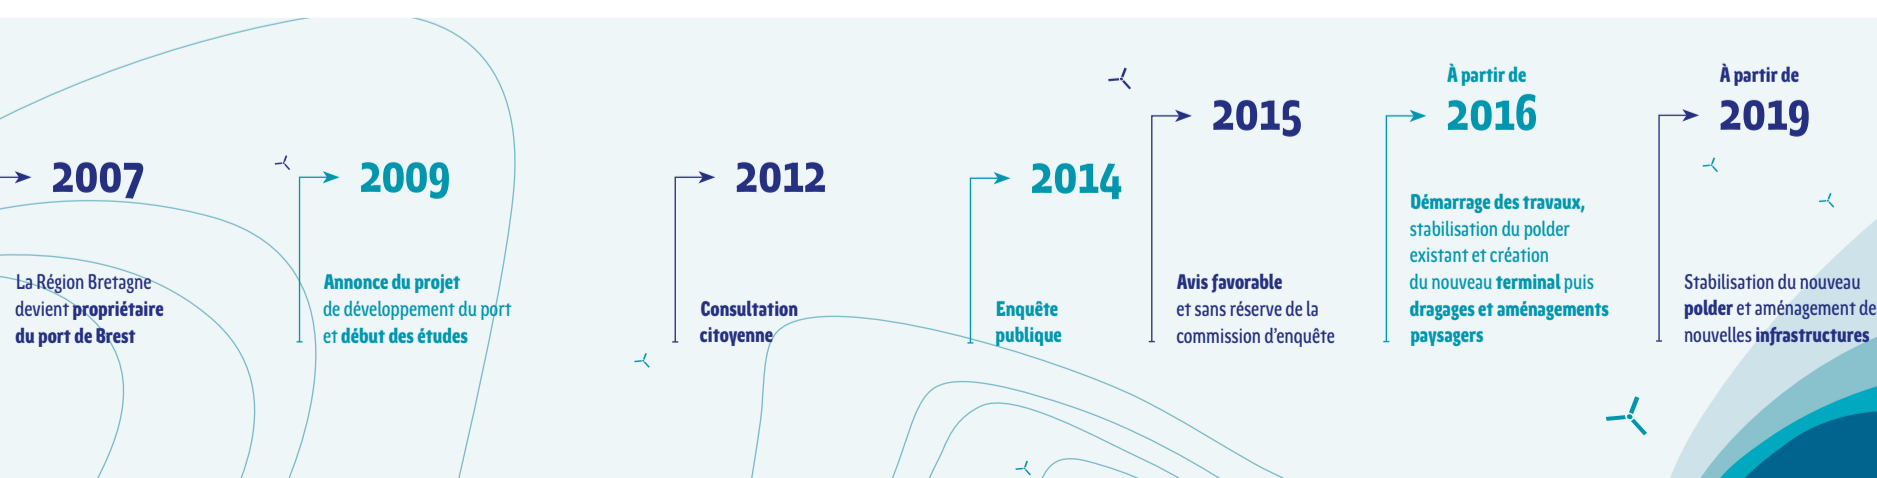 2007
La Région Bretagne
devient propriétaire
du port de Brest
2009
Annonce du projet
de développement du port
et début des études
2012
Consultation
citoyenne
2014
Enquête
publique
2015
Avis favorable
et sans réserve de la
commission d'enquête
À partir de
2016
Démarrage des travaux,
stabilisation du polder
existant et création
du nouveau terminal puis
dragages et aménagements
paysagers
À partir de
2019
Stabilisation du nouveau
polder et aménagement de
nouvelles infrastructures